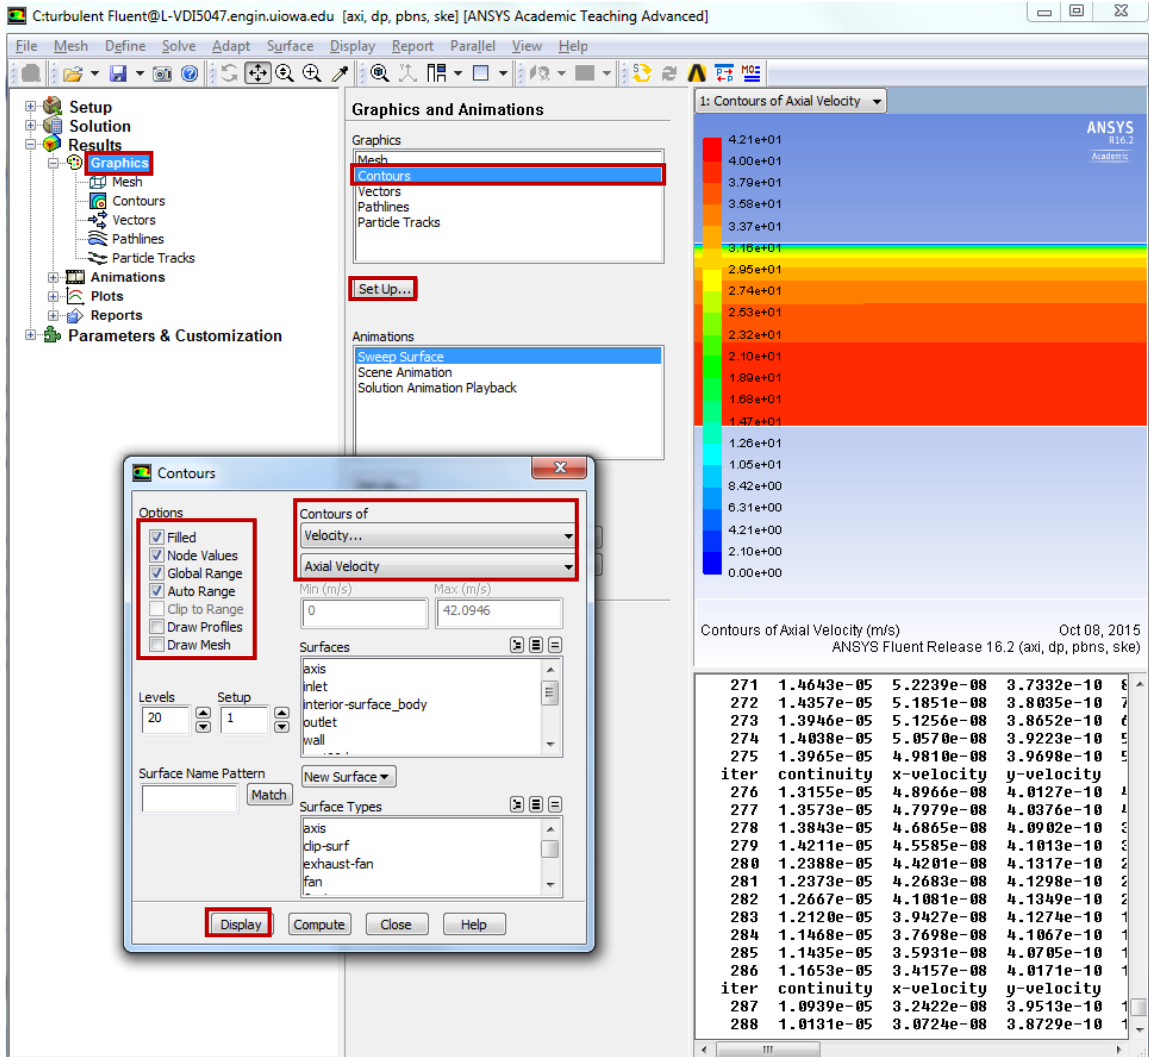 C:turbulent Fluent@L-VDI5047.engin.uiowa.edu [axi, dp, pbns, ske] [ANSYS Academic Teaching Advanced]
File Mesh Define Solve Adapt Surface Display Report Parallel View Help
Setup
Solution
Results
Graphics
Mesh
Contours
Vectors
Pathlines
Particle Tracks
Animations
Plots
Reports
Parameters & Customization
Graphics and Animations
Graphics
Mesh
Contours
Vectors
Pathlines
Particle Tracks
Set Up...
Animations
Sweep Surface
Scene Animation
Solution Animation Playback
1: Contours of Axial Velocity
ANSYS
R16.2
Academic
4.21e+01
4.00e+01
3.79e+01
3.58e+01
3.37e+01
3.16e+01
2.95e+01
2.74e+01
2.53e+01
2.32e+01
2.10e+01
1.89e+01
1.68e+01
1.47e+01
1.26e+01
1.05e+01
8.42e+00
6.31e+00
4.21e+00
2.10e+00
0.00e+00
Contours of Axial Velocity (m/s) Oct 08, 2015
ANSYS Fluent Release 16.2 (axi, dp, pbns, ske)
Contours
Options
Filled
Node Values
Global Range
Auto Range
Clip to Range
Draw Profiles
Draw Mesh
Levels Setup
20 1
Surface Name Pattern
Match
Contours of
Velocity...
Axial Velocity
Min (m/s) Max (m/s)
0 42.0946
Surfaces
axis
inlet
interior-surface_body
outlet
wall
New Surface
Surface Types
axis
clip-surf
exhaust-fan
fan
Display Compute Close Help
271 1.4643e-05 5.2239e-08 3.7332e-10
272 1.4357e-05 5.1851e-08 3.8035e-10
273 1.3946e-05 5.1256e-08 3.8652e-10
274 1.4038e-05 5.0570e-08 3.9223e-10
275 1.3965e-05 4.9810e-08 3.9698e-10
iter continuity x-velocity y-velocity
276 1.3155e-05 4.8966e-08 4.0127e-10
277 1.3573e-05 4.7979e-08 4.0376e-10
278 1.3843e-05 4.6865e-08 4.0902e-10
279 1.4211e-05 4.5585e-08 4.1013e-10
280 1.2388e-05 4.4201e-08 4.1317e-10
281 1.2373e-05 4.2683e-08 4.1298e-10
282 1.2667e-05 4.1081e-08 4.1349e-10
283 1.2120e-05 3.9427e-08 4.1274e-10
284 1.1468e-05 3.7698e-08 4.1067e-10
285 1.1435e-05 3.5931e-08 4.0705e-10
286 1.1653e-05 3.4157e-08 4.0171e-10
iter continuity x-velocity y-velocity
287 1.0939e-05 3.2422e-08 3.9513e-10
288 1.0131e-05 3.0724e-08 3.8729e-10